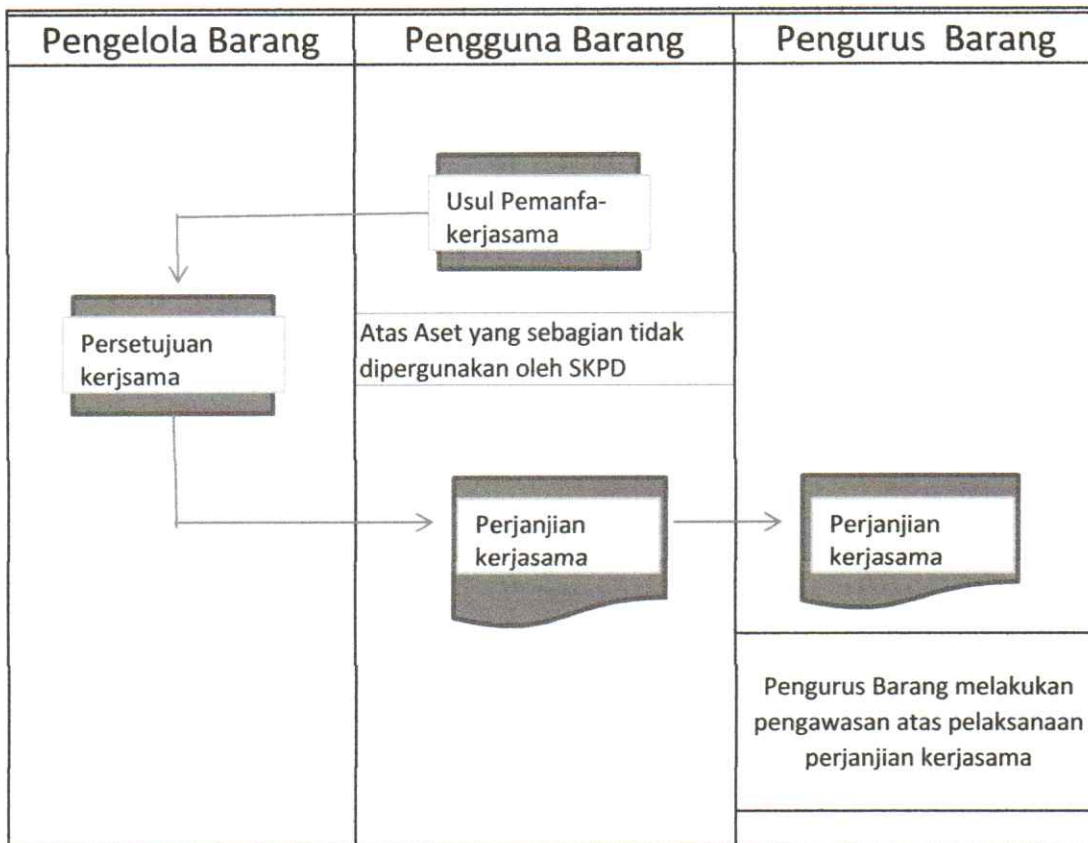 Pengelola Barang
Pengguna Barang
Pengurus Barang
Usul Pemanfa-
kerjasama
Persetujuan
kerjsama
Atas Aset yang sebagian tidak
dipergunakan oleh SKPD
Perjanjian
kerjasama
Perjanjian
kerjasama
Pengurus Barang melakukan
pengawasan atas pelaksanaan
perjanjian kerjasama